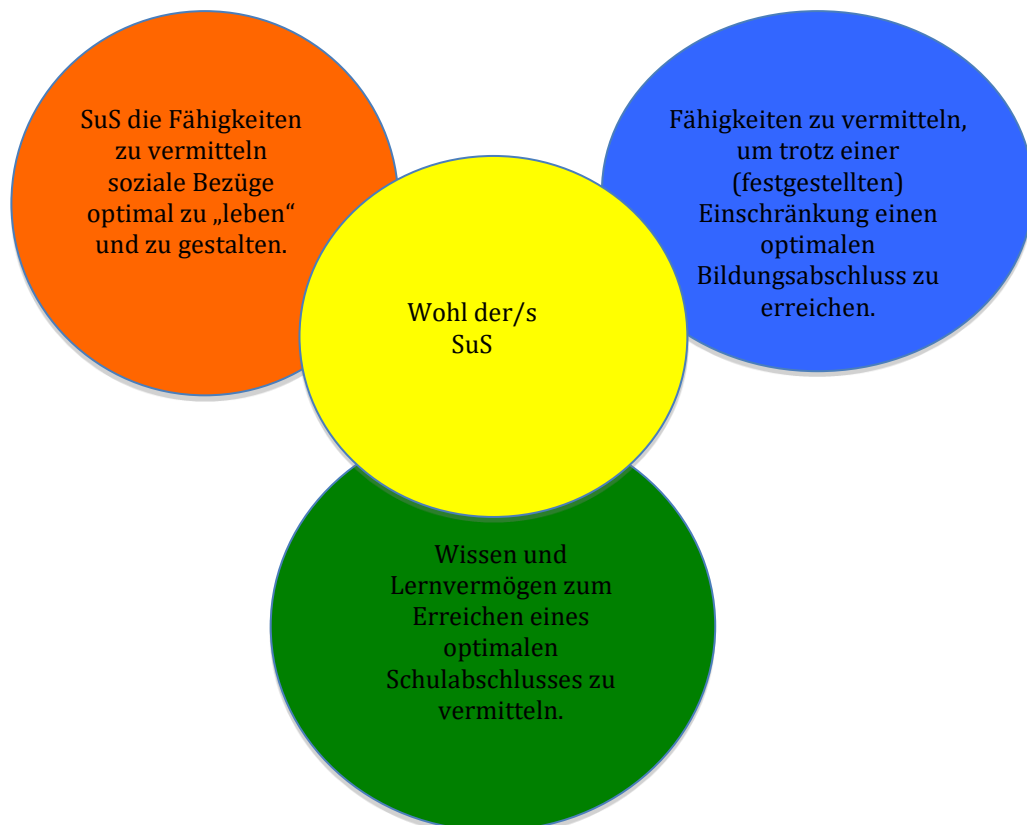 SuS die Fähigkeiten
zu vermitteln
soziale Bezüge
optimal zu „leben“
und zu gestalten.
Fähigkeiten zu vermitteln,
um trotz einer
(festgestellten)
Einschränkung einen
optimalen
Bildungsabschluss zu
erreichen.
Wohl der/s
SuS
Wissen und
Lernvermögen zum
Erreichen eines
optimalen
Schulabschlusses zu
vermitteln.